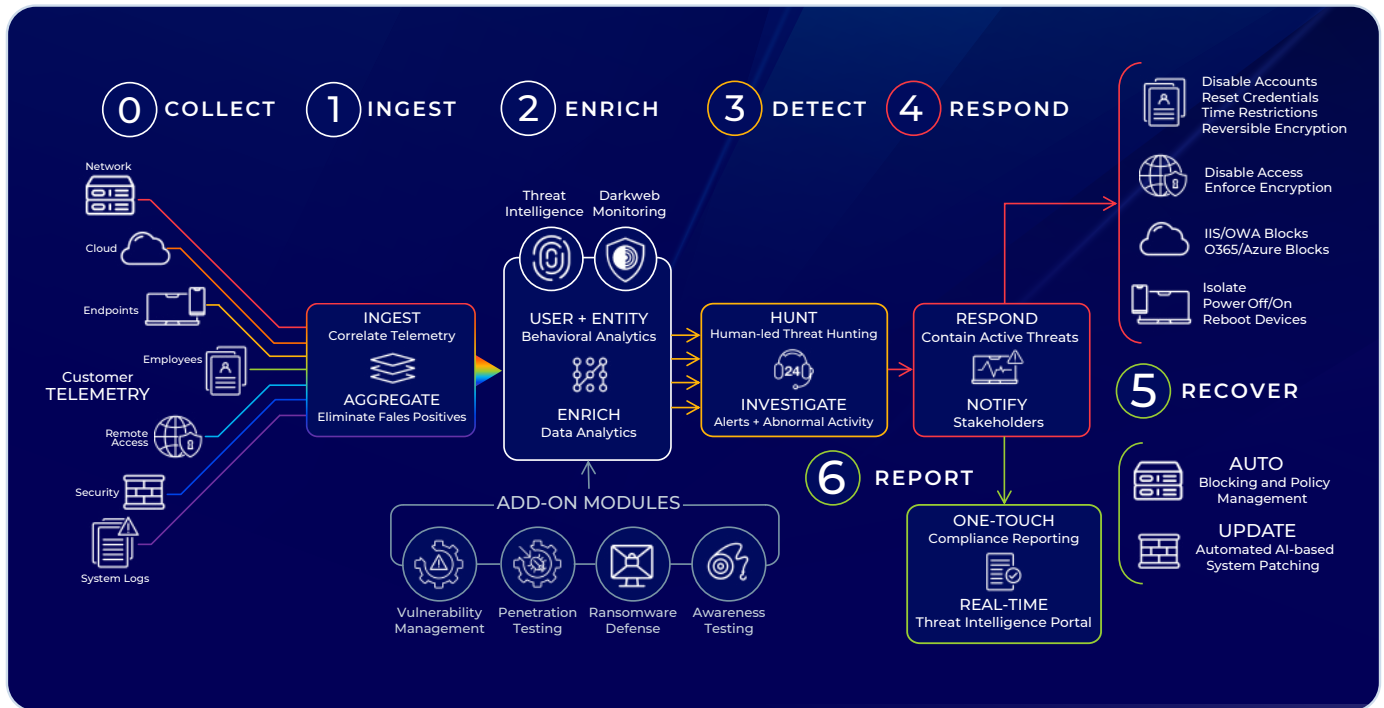 0 COLLECT
1 INGEST
2 ENRICH
3 DETECT
4 RESPOND
Network
Cloud
Endpoints
Employees
Customer
TELEMETRY
Remote
Access
Security
System Logs
INGEST
Correlate Telemetry
AGGREGATE
Eliminate Fales Positives
Threat
Intelligence
Darkweb
Monitoring
USER + ENTITY
Behavioral Analytics
ENRICH
Data Analytics
ADD-ON MODULES
Vulnerability
Management
Penetration
Testing
Ransomware
Defense
Awareness
Testing
HUNT
Human-led Threat Hunting
24
INVESTIGATE
Alerts + Abnormal Activity
RESPOND
Contain Active Threats
NOTIFY
Stakeholders
Disable Accounts
Reset Credentials
Time Restrictions
Reversible Encryption
Disable Access
Enforce Encryption
IIS/OWA Blocks
O365/Azure Blocks
Isolate
Power Off/On
Reboot Devices
5 RECOVER
AUTO
Blocking and Policy
Management
UPDATE
Automated AI-based
System Patching
6 REPORT
ONE-TOUCH
Compliance Reporting
REAL-TIME
Threat Intelligence Portal